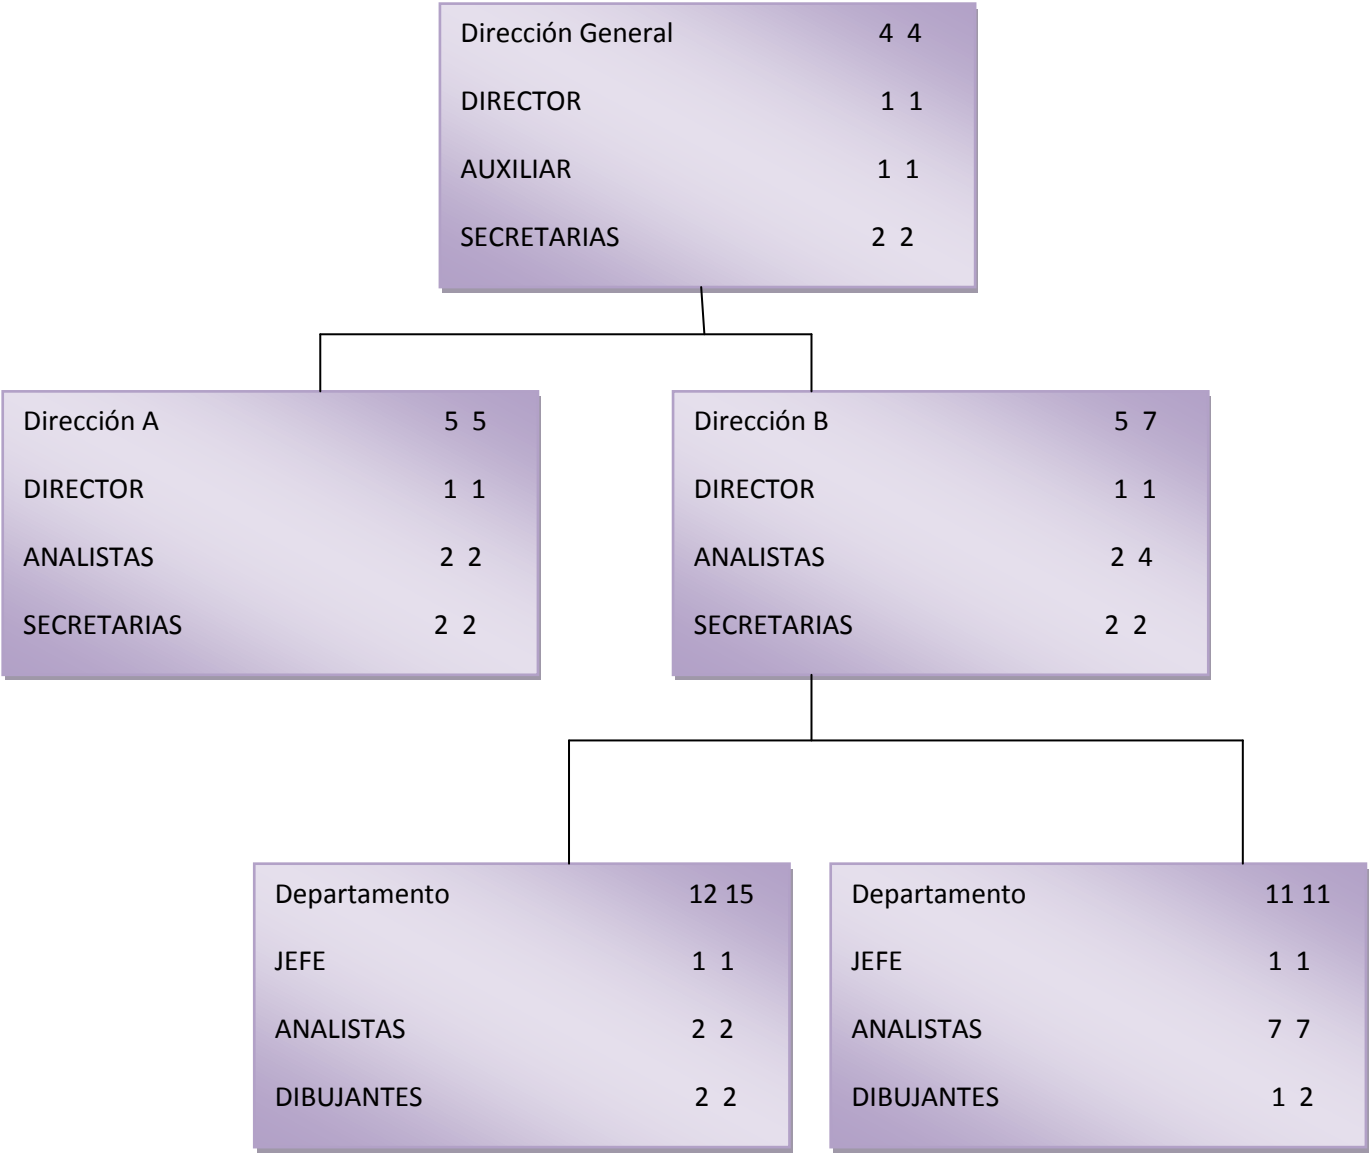 Dirección General 4 4
DIRECTOR 1 1
AUXILIAR 1 1
SECRETARIAS 2 2
Dirección A 5 5
DIRECTOR 1 1
ANALISTAS 2 2
SECRETARIAS 2 2
Dirección B 5 7
DIRECTOR 1 1
ANALISTAS 2 4
SECRETARIAS 2 2
Departamento 12 15
JEFE 1 1
ANALISTAS 2 2
DIBUJANTES 2 2
Departamento 11 11
JEFE 1 1
ANALISTAS 7 7
DIBUJANTES 1 2